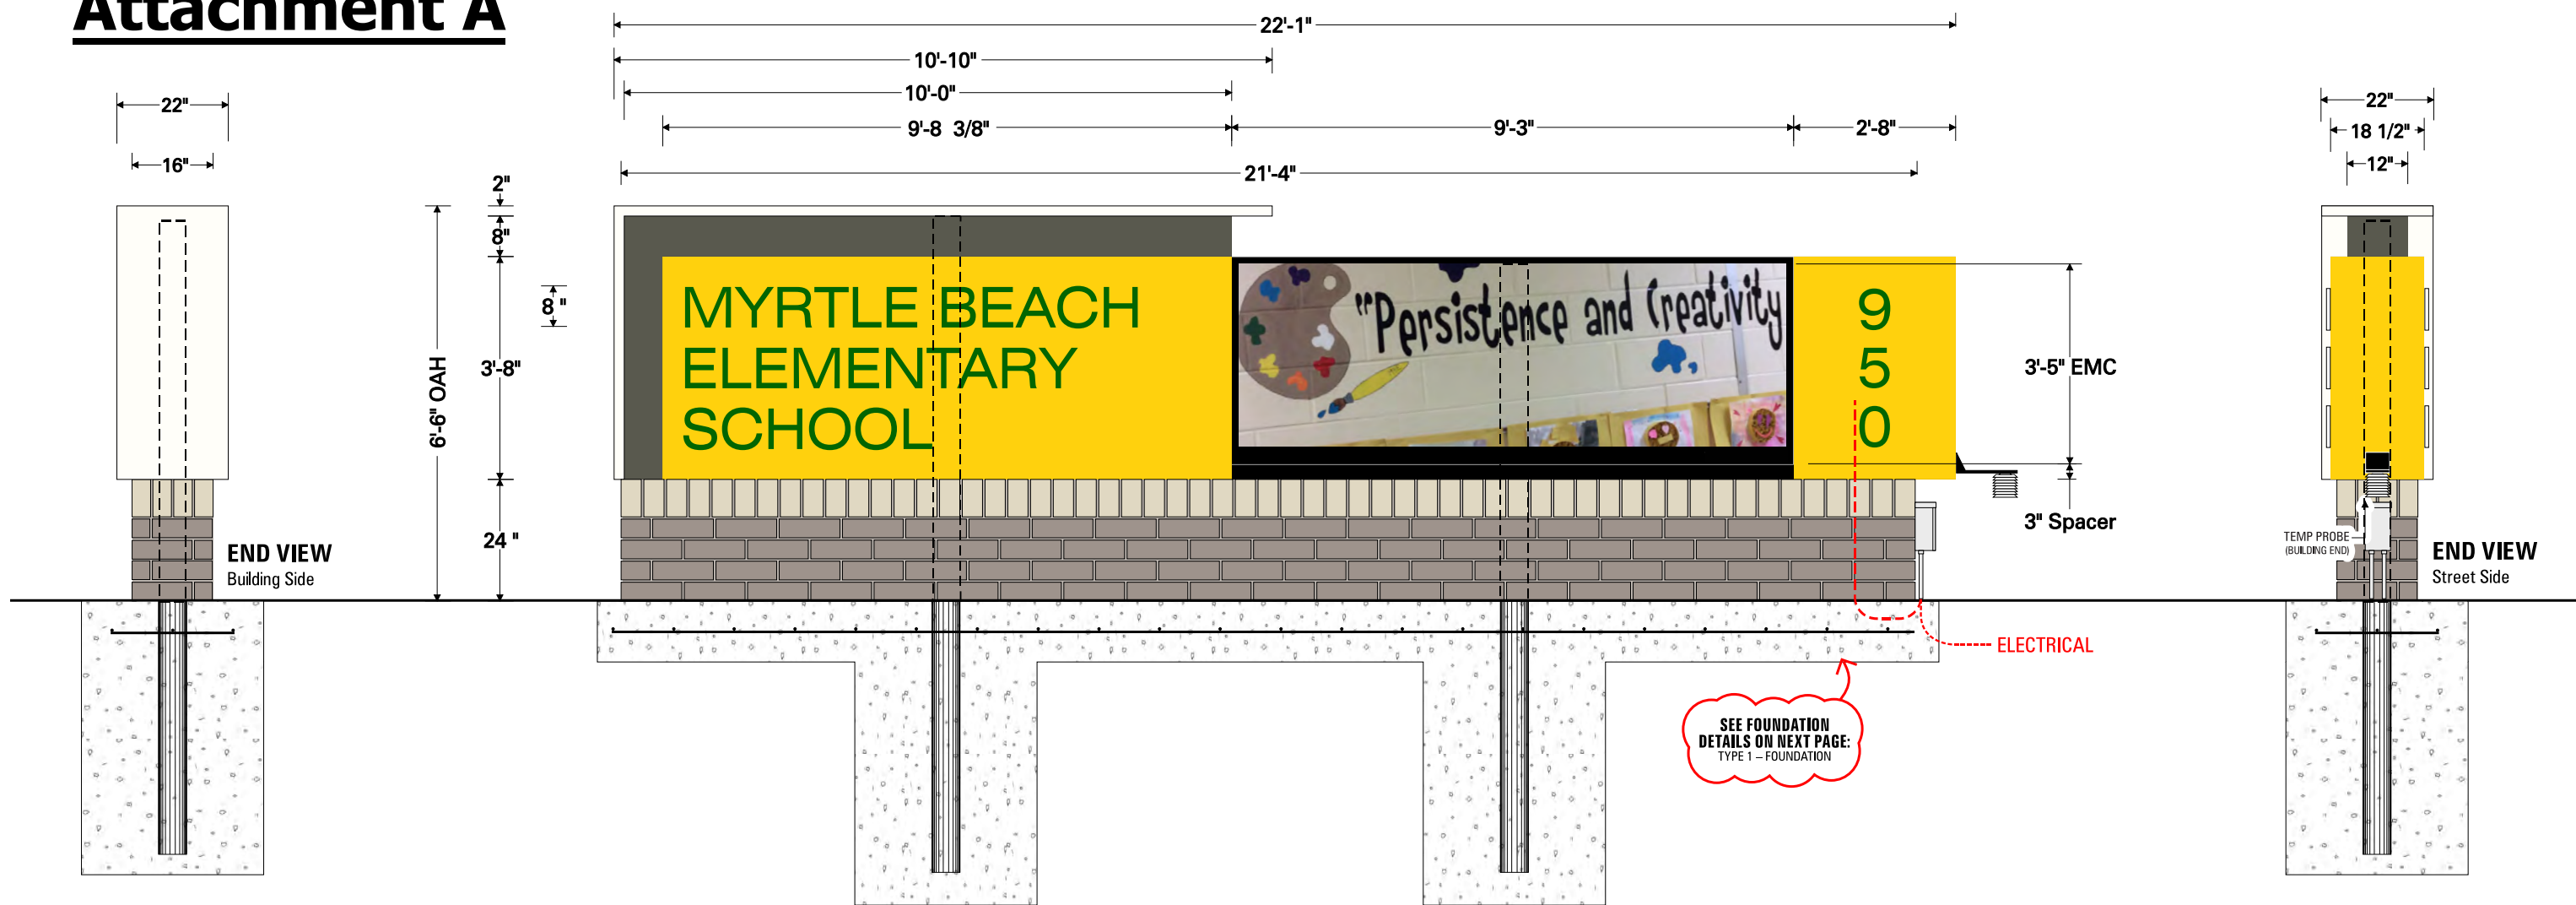 Attachment A
22'-1"
10'-10"
10'-0"
9'-8 3/8"
9'-3"
2'-8"
21'-4"
22"
16"
2"
8"
8 "
3'-8"
6'-6" OAH
24 "
END VIEW
Building Side
MYRTLE BEACH
ELEMENTARY
SCHOOL
"Persistence and Creativity
9
5
0
3'-5" EMC
3" Spacer
ELECTRICAL
SEE FOUNDATION
DETAILS ON NEXT PAGE:
TYPE 1 – FOUNDATION
22"
18 1/2"
12"
TEMP PROBE
(BUILDING END)
END VIEW
Street Side